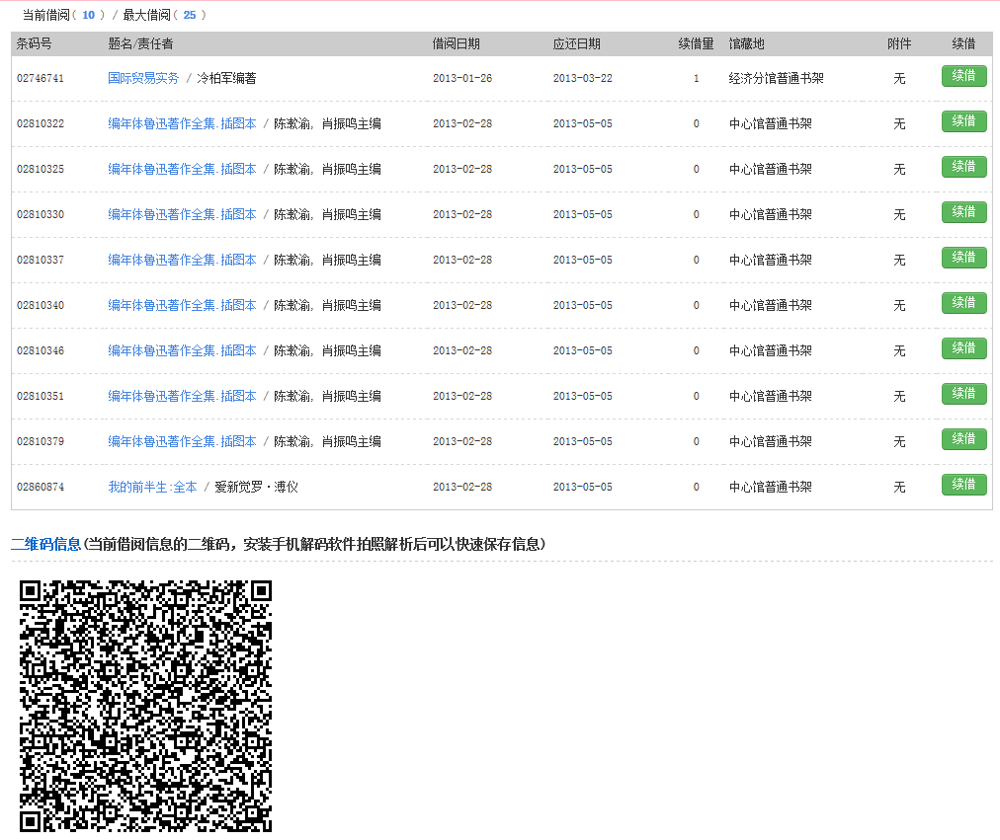 当前借阅( 10 ) / 最大借阅( 25 )
条码号 题名/责任者 借阅日期 应还日期 续借量 馆藏地 附件 续借
02746741 国际贸易实务 / 冷柏军编著 2013-01-26 2013-03-22 1 经济分馆普通书架 无 续借
02810322 编年体鲁迅著作全集.插图本 / 陈漱渝, 肖振鸣主编 2013-02-28 2013-05-05 0 中心馆普通书架 无 续借
02810325 编年体鲁迅著作全集.插图本 / 陈漱渝, 肖振鸣主编 2013-02-28 2013-05-05 0 中心馆普通书架 无 续借
02810330 编年体鲁迅著作全集.插图本 / 陈漱渝, 肖振鸣主编 2013-02-28 2013-05-05 0 中心馆普通书架 无 续借
02810337 编年体鲁迅著作全集.插图本 / 陈漱渝, 肖振鸣主编 2013-02-28 2013-05-05 0 中心馆普通书架 无 续借
02810340 编年体鲁迅著作全集.插图本 / 陈漱渝, 肖振鸣主编 2013-02-28 2013-05-05 0 中心馆普通书架 无 续借
02810346 编年体鲁迅著作全集.插图本 / 陈漱渝, 肖振鸣主编 2013-02-28 2013-05-05 0 中心馆普通书架 无 续借
02810351 编年体鲁迅著作全集.插图本 / 陈漱渝, 肖振鸣主编 2013-02-28 2013-05-05 0 中心馆普通书架 无 续借
02810379 编年体鲁迅著作全集.插图本 / 陈漱渝, 肖振鸣主编 2013-02-28 2013-05-05 0 中心馆普通书架 无 续借
02860874 我的前半生:全本 / 爱新觉罗·溥仪 2013-02-28 2013-05-05 0 中心馆普通书架 无 续借
二维码信息(当前借阅信息的二维码，安装手机解码软件拍照解析后可以快速保存信息)